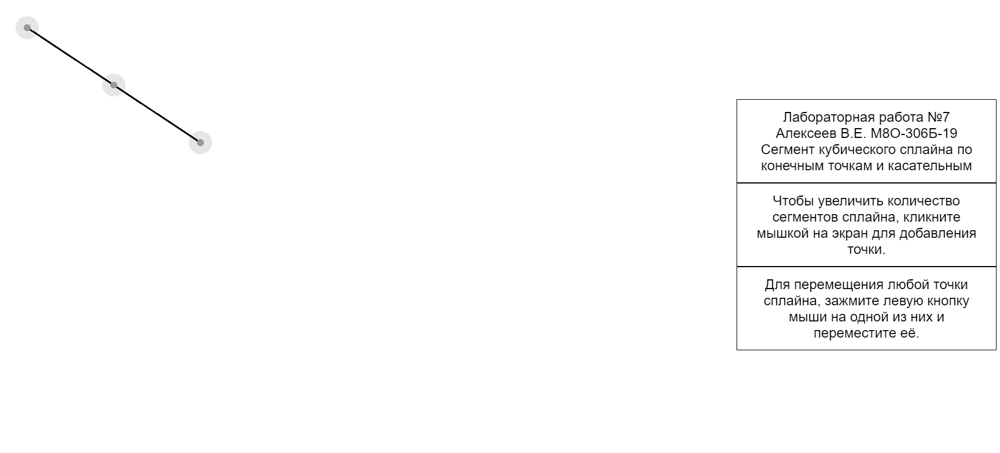 Лабораторная работа №7
Алексеев В.Е. М8О-306Б-19
Сегмент кубического сплайна по
конечным точкам и касательным
Чтобы увеличить количество
сегментов сплайна, кликните
мышкой на экран для добавления
точки.
Для перемещения любой точки
сплайна, зажмите левую кнопку
мыши на одной из них и
переместите её.